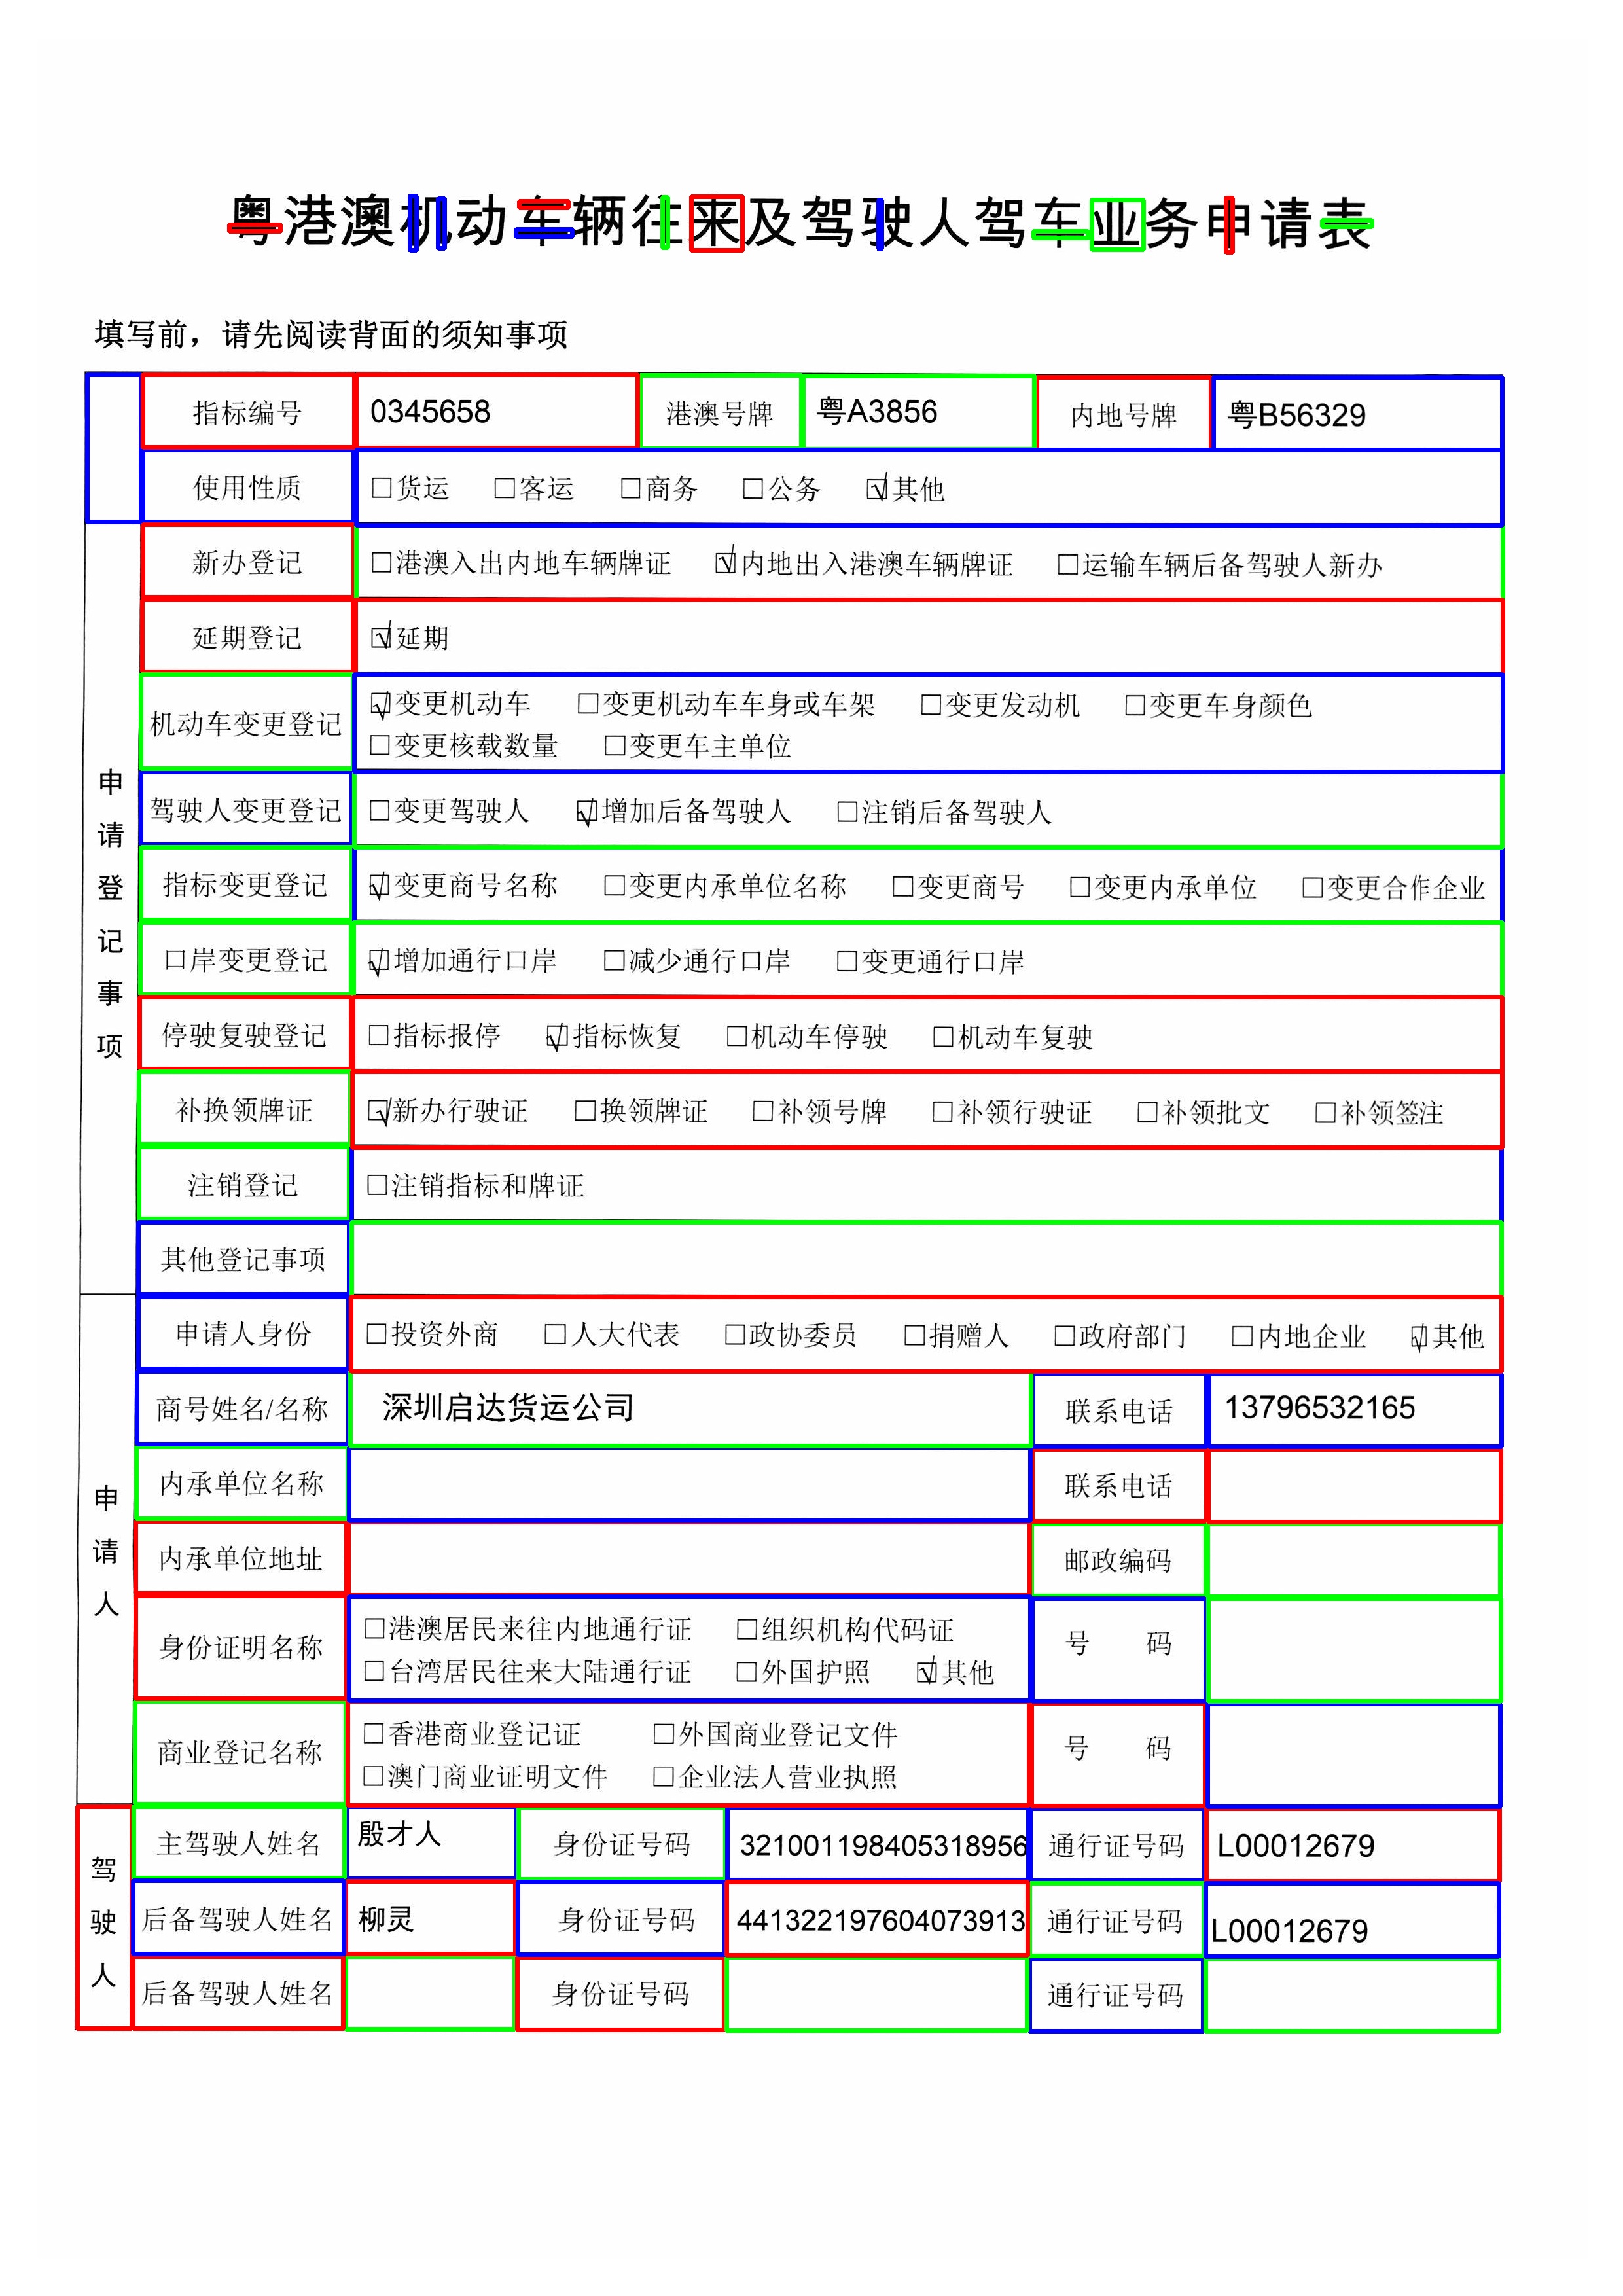 粤港澳机动车辆往来及驾驶人驾车业务申请表
填写前，请先阅读背面的须知事项
指标编号 0345658 港澳号牌 粤A3856 内地号牌 粤B56329
使用性质 □货运 □客运 □商务 □公务 ☑其他
申请登记事项
新办登记 □港澳入出内地车辆牌证 ☑内地出入港澳车辆牌证 □运输车辆后备驾驶人新办
延期登记 ☑延期
机动车变更登记 ☑变更机动车 □变更机动车车身或车架 □变更发动机 □变更车身颜色
□变更核载数量 □变更车主单位
驾驶人变更登记 □变更驾驶人 ☑增加后备驾驶人 □注销后备驾驶人
指标变更登记 ☑变更商号名称 □变更内承单位名称 □变更商号 □变更内承单位 □变更合作企业
口岸变更登记 ☑增加通行口岸 □减少通行口岸 □变更通行口岸
停驶复驶登记 □指标报停 ☑指标恢复 □机动车停驶 □机动车复驶
补换领牌证 ☑新办行驶证 □换领牌证 □补领号牌 □补领行驶证 □补领批文 □补领签注
注销登记 □注销指标和牌证
其他登记事项
申请人
申请人身份 □投资外商 □人大代表 □政协委员 □捐赠人 □政府部门 □内地企业 ☑其他
商号姓名/名称 深圳启达货运公司 联系电话 13796532165
内承单位名称 联系电话
内承单位地址 邮政编码
身份证明名称 □港澳居民来往内地通行证 □组织机构代码证 号 码
□台湾居民往来大陆通行证 □外国护照 ☑其他
商业登记名称 □香港商业登记证 □外国商业登记文件 号 码
□澳门商业证明文件 □企业法人营业执照
驾驶人
主驾驶人姓名 殷才人 身份证号码 321001198405318956 通行证号码 L00012679
后备驾驶人姓名 柳灵 身份证号码 441322197604073913 通行证号码 L00012679
后备驾驶人姓名 身份证号码 通行证号码